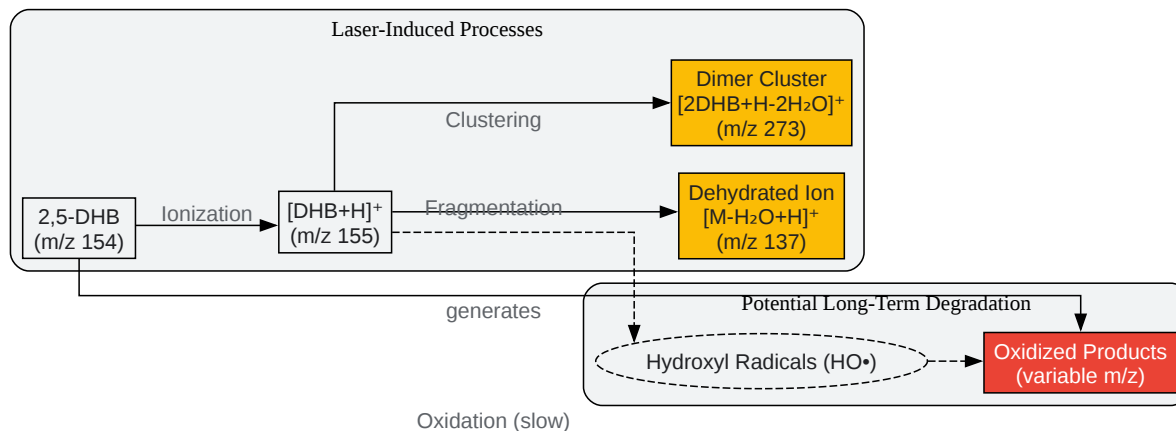 Laser-Induced Processes
Dimer Cluster
[2DHB+H-2H₂O]⁺
(m/z 273)
Clustering
2,5-DHB
(m/z 154)
Ionization
[DHB+H]⁺
(m/z 155)
Fragmentation
Dehydrated Ion
[M-H₂O+H]⁺
(m/z 137)
generates
Potential Long-Term Degradation
Hydroxyl Radicals (HO•)
Oxidized Products
(variable m/z)
Oxidation (slow)